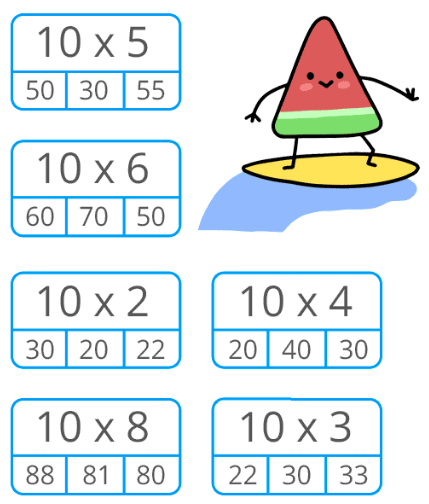 10 x 5
50 30 55
10 x 6
60 70 50
10 x 2
30 20 22
10 x 4
20 40 30
10 x 8
88 81 80
10 x 3
22 30 33